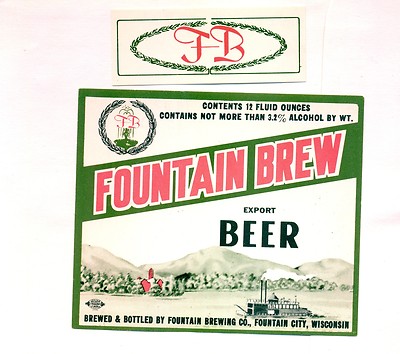 FB
CONTENTS 12 FLUID OUNCES
CONTAINS NOT MORE THAN 3.2% ALCOHOL BY WT.
FB
FOUNTAIN BREW
EXPORT
BEER
BREWED & BOTTLED BY FOUNTAIN BREWING CO., FOUNTAIN CITY, WISCONSIN